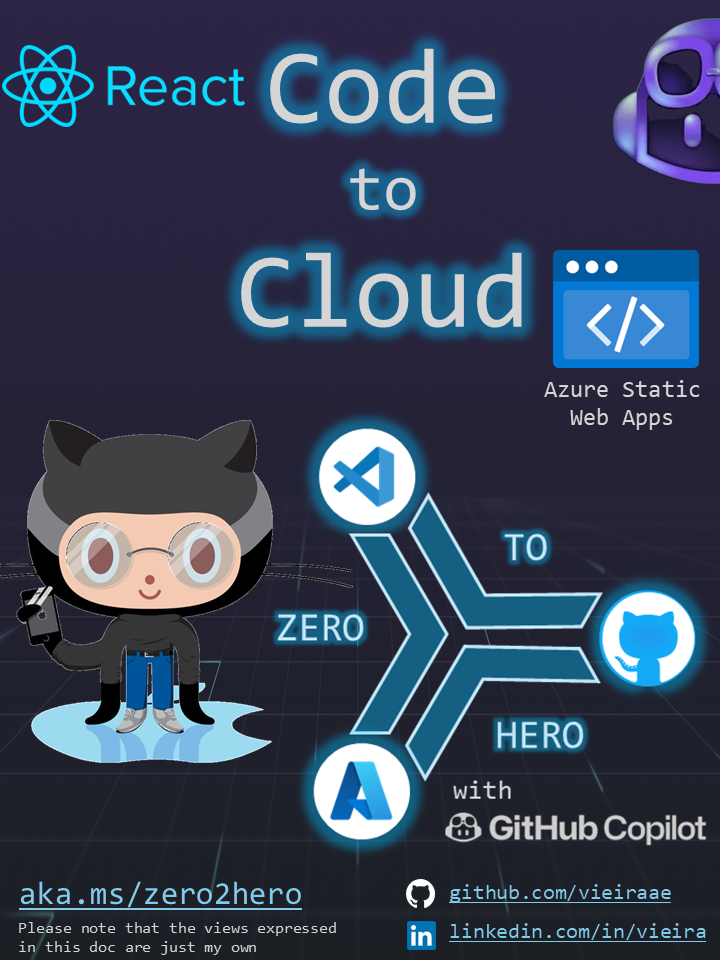 React
Code
to
Cloud
</>
Azure Static
Web Apps
TO
ZERO
HERO
with
GitHub Copilot
aka.ms/zero2hero
Please note that the views expressed
in this doc are just my own
github.com/vieiraae
linkedin.com/in/vieira